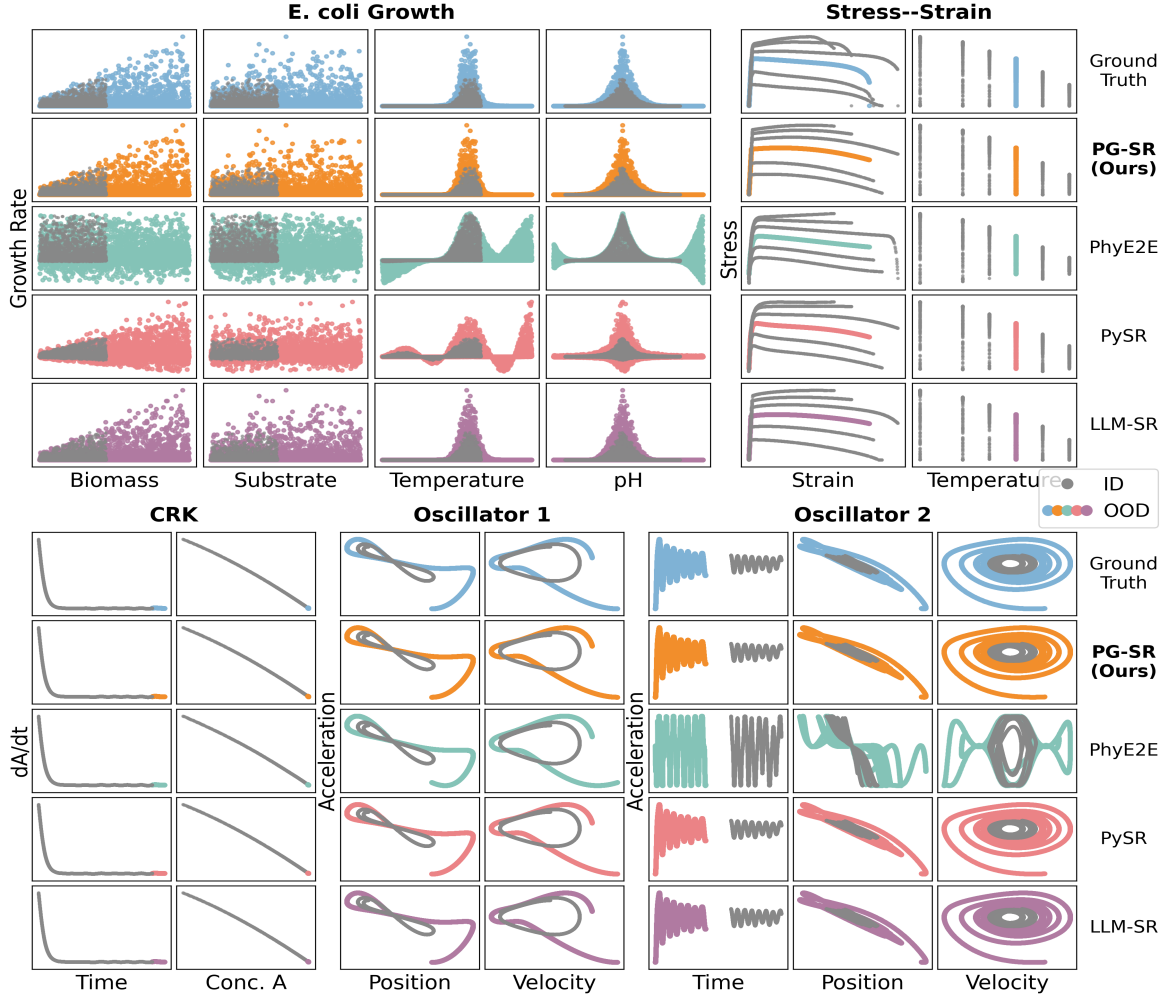 E. coli Growth
Stress--Strain
Ground
Truth
PG-SR
(Ours)
PhyE2E
PySR
LLM-SR
Growth Rate
Stress
Biomass
Substrate
Temperature
pH
Strain
Temperature
ID
OOD
CRK
Oscillator 1
Oscillator 2
Ground
Truth
PG-SR
(Ours)
PhyE2E
PySR
LLM-SR
dA/dt
Acceleration
Acceleration
Time
Conc. A
Position
Velocity
Time
Position
Velocity